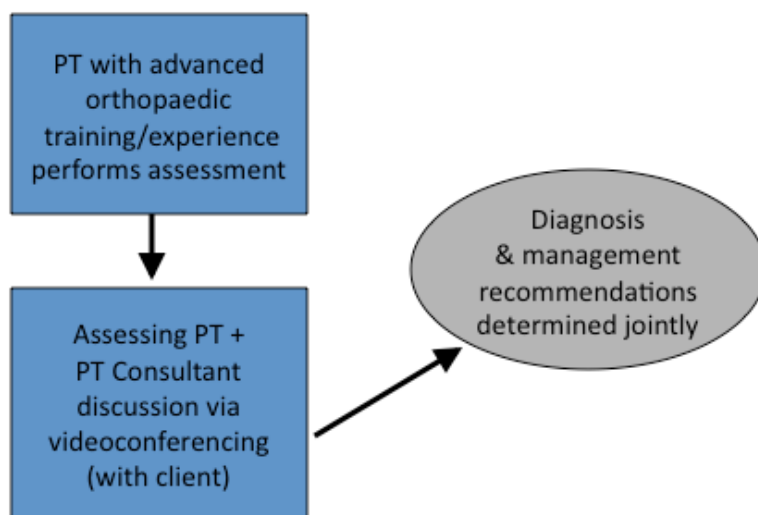 PT with advanced
orthopaedic
training/experience
performs assessment
Assessing PT +
PT Consultant
discussion via
videoconferencing
(with client)
Diagnosis
& management
recommendations
determined jointly